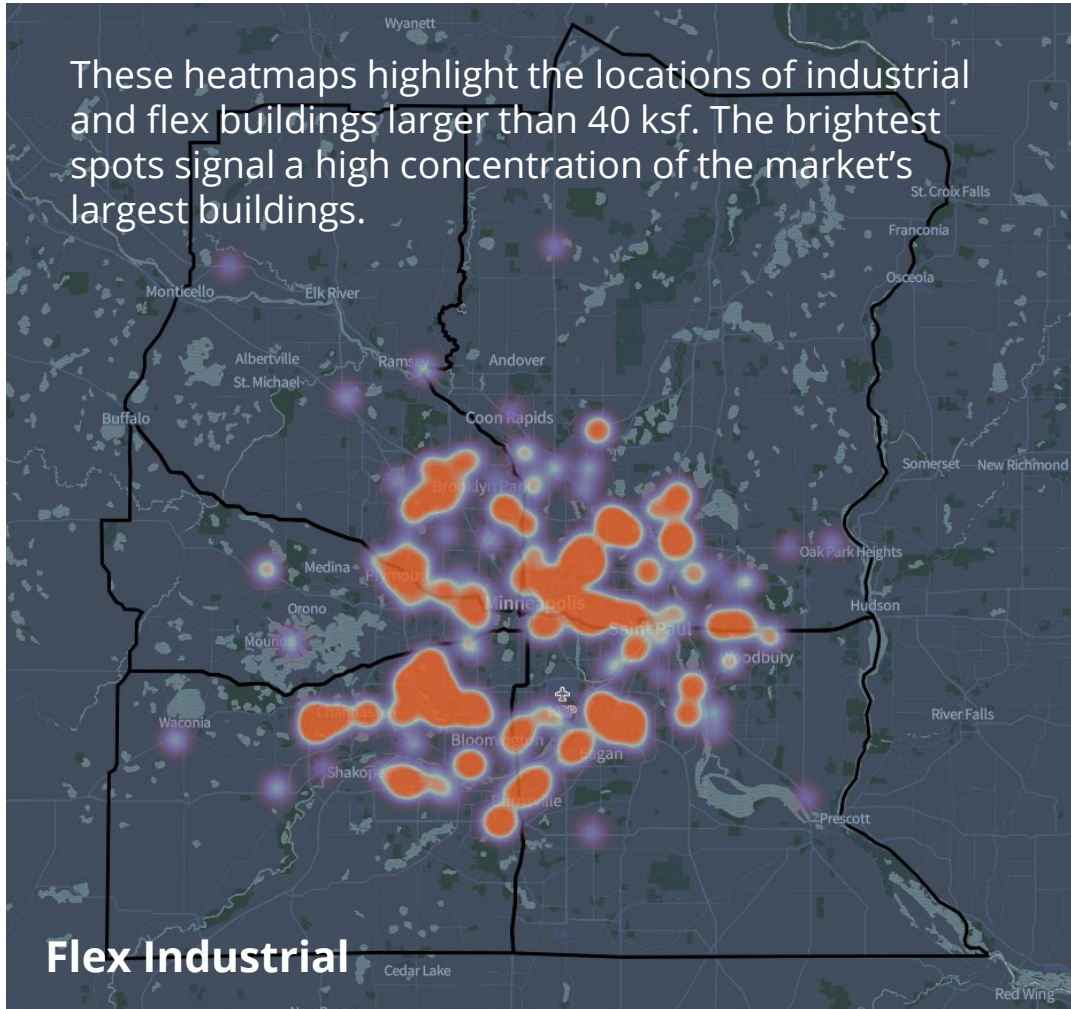 Wyanett
These heatmaps highlight the locations of industrial
and flex buildings larger than 40 ksf. The brightest
spots signal a high concentration of the market's
largest buildings.
St. Croix Falls
Franconia
Osceola
Monticello
Elk River
Albertville
Andover
St. Michael
Buffalo
Coon Rapids
Somerset
New Richmond
Brooklyn Park
Oak Park Heights
Medina
Plymouth
Orono
Minneapolis
Hudson
Saint Paul
Woodbury
Waconia
Chanhassen
River Falls
Bloomington
Eagan
Shakopee
Burnsville
Prescott
Flex Industrial
Cedar Lake
Red Wing